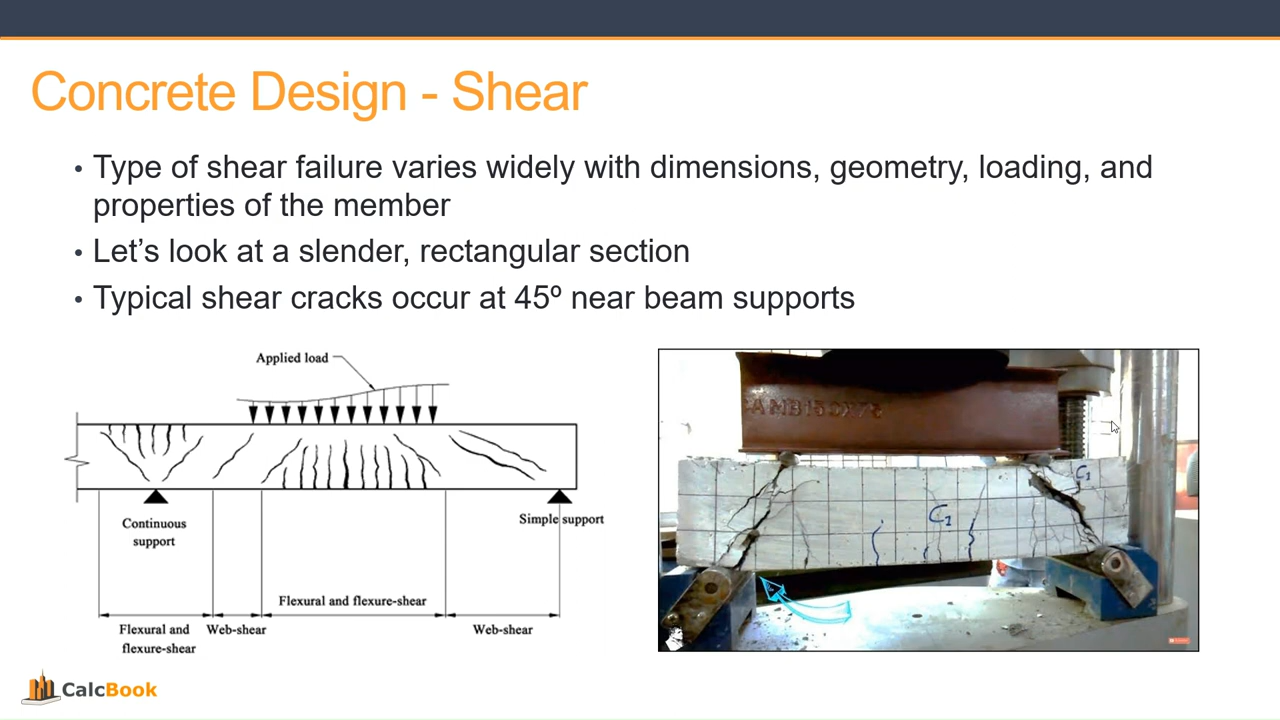 Concrete Design - Shear
• Type of shear failure varies widely with dimensions, geometry, loading, and
properties of the member
• Let’s look at a slender, rectangular section
• Typical shear cracks occur at 45º near beam supports
Applied load
Continuous
support
Simple support
Flexural and flexure-shear
Flexural and
flexure-shear
Web-shear
Web-shear
C1
C1
CalcBook